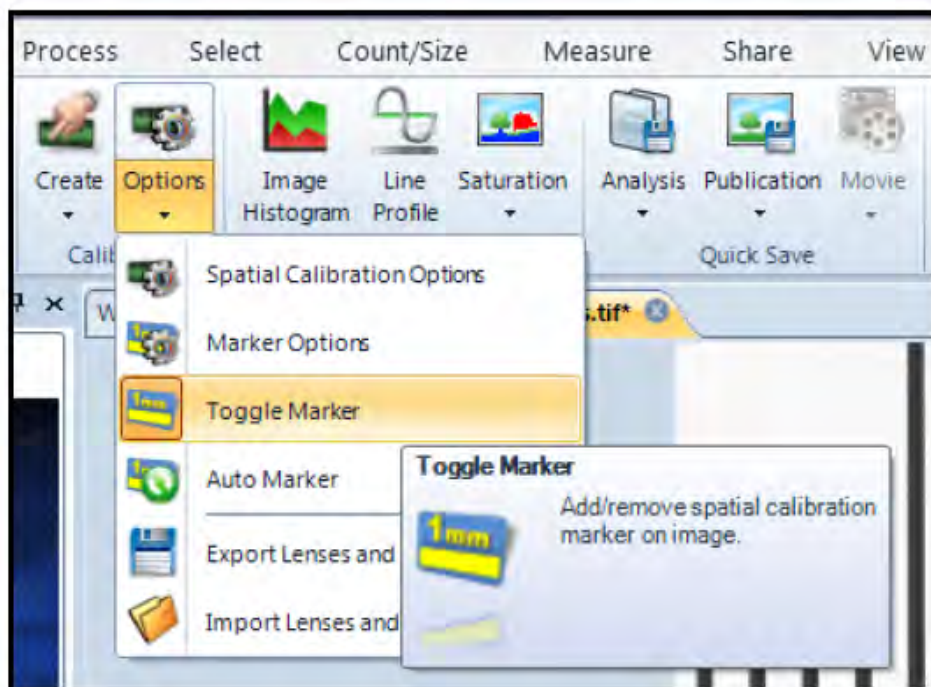 Process Select Count/Size Measure Share View
Create Options Image Histogram Line Profile Saturation Analysis Publication Movie
Quick Save
Spatial Calibration Options
.tif*
Marker Options
Toggle Marker
Auto Marker
Toggle Marker
Add/remove spatial calibration
marker on image.
1mm
Export Lenses and
Import Lenses and